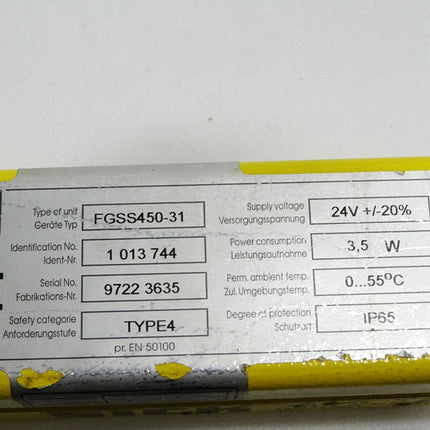 Type of unit
Geräte Typ
FGSS450-31
Identification No.
Ident-Nr.
1 013 744
Serial No.
Fabrikations-Nr.
9722 3635
Safety categorie
Anforderungsstufe
TYPE4
pr. EN 50100
Supply voltage
Versorgungsspannung
24V +/-20%
Power consumption
Leistungsaufnahme
3,5 W
Perm. ambient temp.
Zul. Umgebungstemp.
0...55°C
Degree of protection
Schutzart
IP65